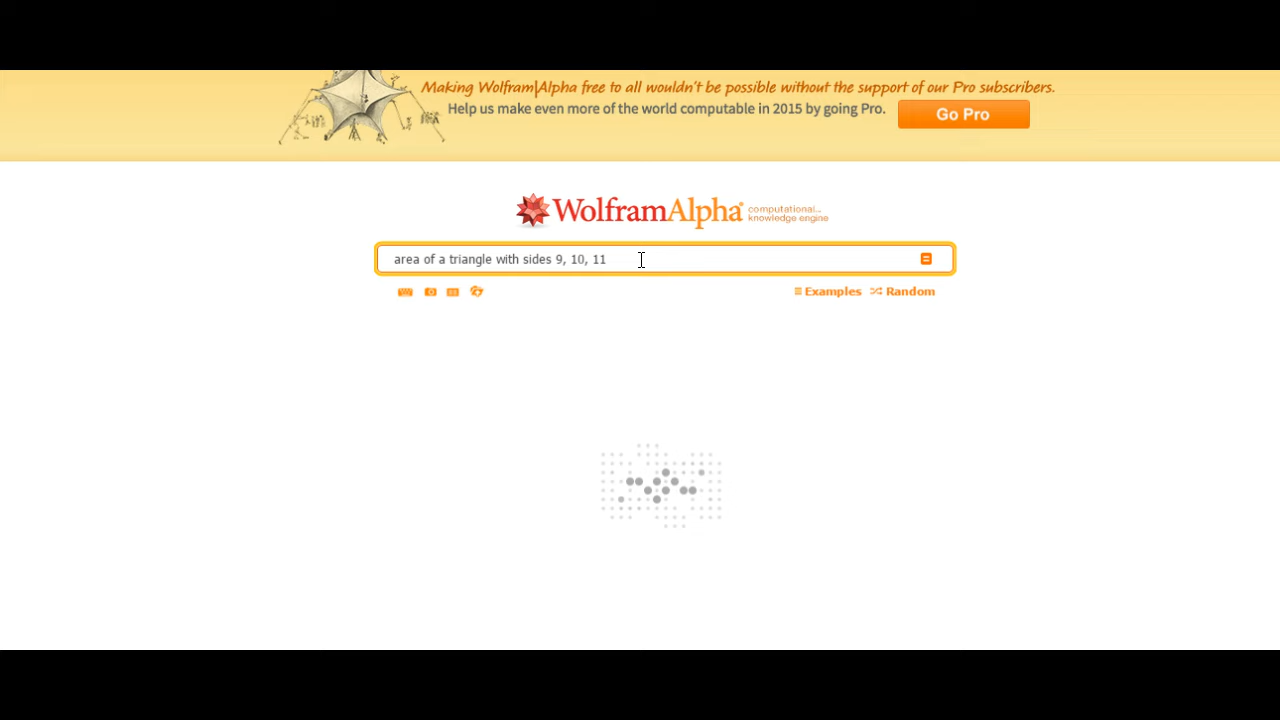 Making Wolfram|Alpha free to all wouldn't be possible without the support of our Pro subscribers.
Help us make even more of the world computable in 2015 by going Pro.
Go Pro
WolframAlpha computational... knowledge engine
area of a triangle with sides 9, 10, 11
Examples Random